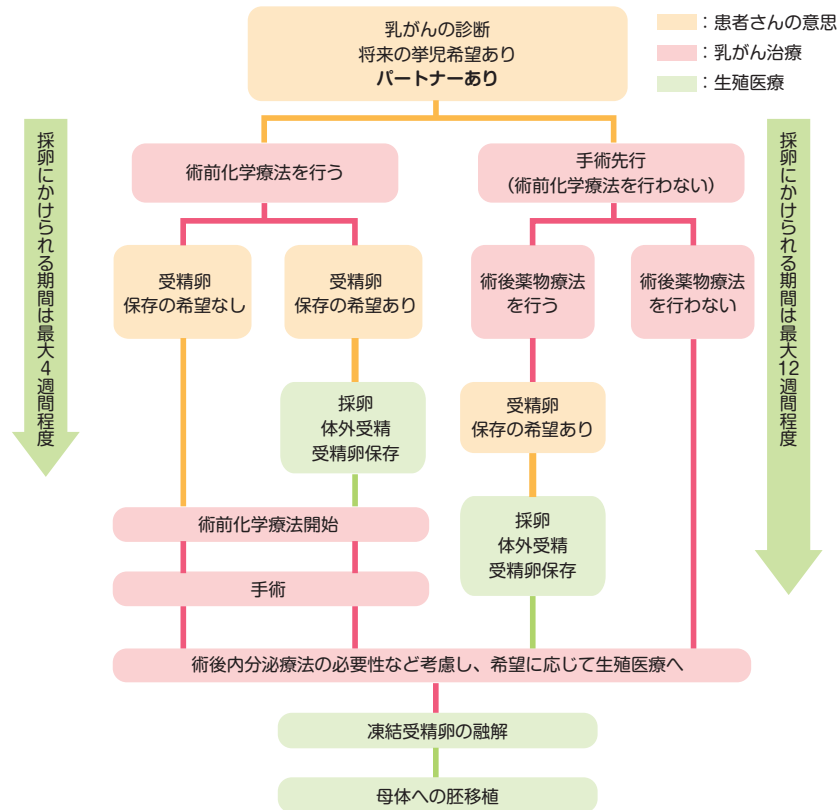 乳がんの診断
将来の挙児希望あり
パートナーあり
：患者さんの意思
：乳がん治療
：生殖医療
採卵にかけられる期間は最大4週間程度
採卵にかけられる期間は最大12週間程度
術前化学療法を行う
手術先行
（術前化学療法を行わない）
受精卵
保存の希望なし
受精卵
保存の希望あり
術後薬物療法
を行う
術後薬物療法
を行わない
採卵
体外受精
受精卵保存
受精卵
保存の希望あり
術前化学療法開始
採卵
体外受精
受精卵保存
手術
術後内分泌療法の必要性など考慮し、希望に応じて生殖医療へ
凍結受精卵の融解
母体への胚移植